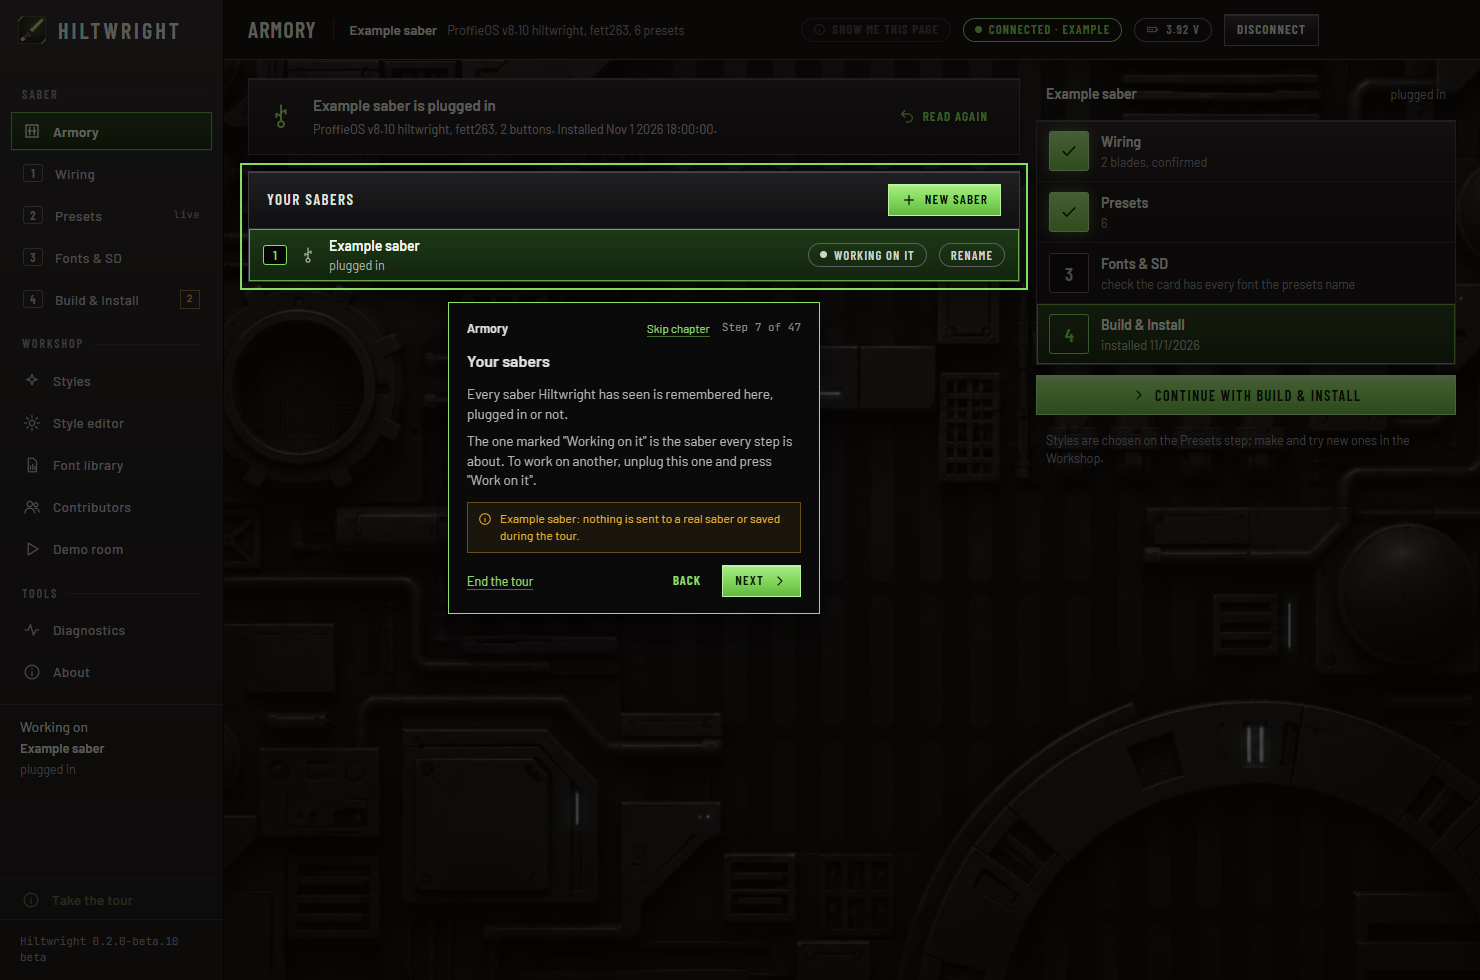 HILTWRIGHT
ARMORY
Example saber ProffieOS v8.10 hiltwright, fett263, 6 presets
SHOW ME THIS PAGE
CONNECTED · EXAMPLE
3.92 V
DISCONNECT
SABER
Armory
1 Wiring
2 Presets live
3 Fonts & SD
4 Build & Install 2
WORKSHOP
Styles
Style editor
Font library
Contributors
Demo room
TOOLS
Diagnostics
About
Working on
Example saber
plugged in
Take the tour
Hiltwright 0.2.0-beta.10
beta
Example saber is plugged in
ProffieOS v8.10 hiltwright, fett263, 2 buttons. Installed Nov 1 2026 18:00:00.
READ AGAIN
YOUR SABERS
NEW SABER
1 Example saber
plugged in
WORKING ON IT
RENAME
Armory
Skip chapter
Step 7 of 47
Your sabers
Every saber Hiltwright has seen is remembered here,
plugged in or not.
The one marked "Working on it" is the saber every step is
about. To work on another, unplug this one and press
"Work on it".
Example saber: nothing is sent to a real saber or saved
during the tour.
End the tour
BACK
NEXT
Example saber plugged in
Wiring
2 blades, confirmed
Presets
6
3 Fonts & SD
check the card has every font the presets name
4 Build & Install
installed 11/1/2026
CONTINUE WITH BUILD & INSTALL
Styles are chosen on the Presets step; make and try new ones in the
Workshop.